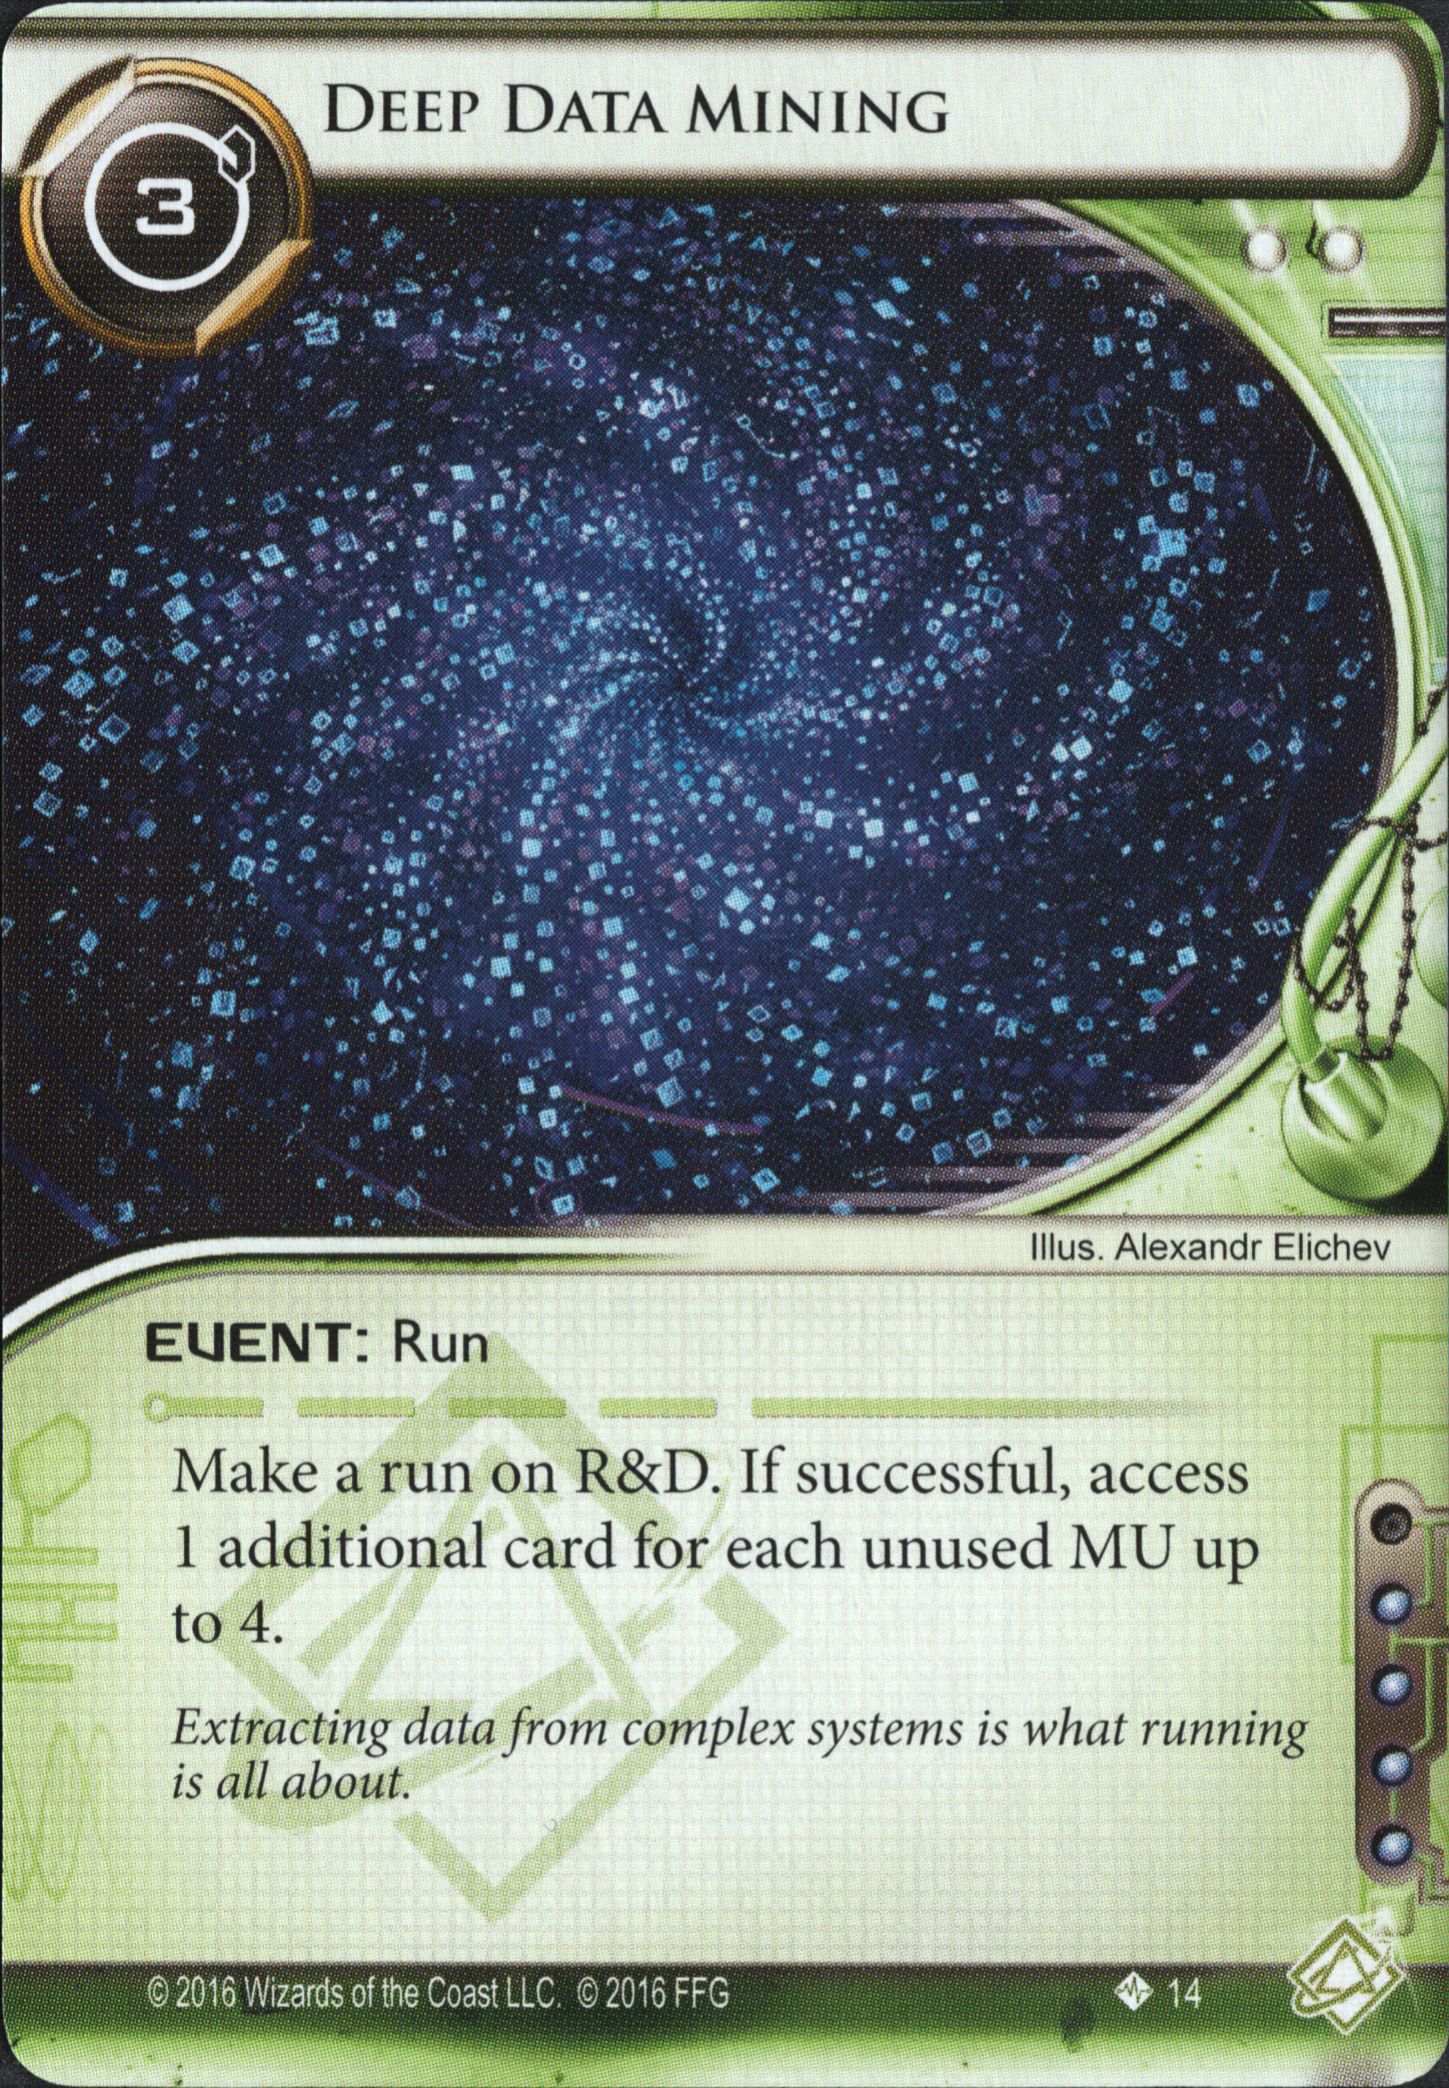 3
DEEP DATA MINING
Illus. Alexandr Elichev
EVENT: Run
Make a run on R&D. If successful, access
1 additional card for each unused MU up
to 4.
Extracting data from complex systems is what running
is all about.
© 2016 Wizards of the Coast LLC. © 2016 FFG
14